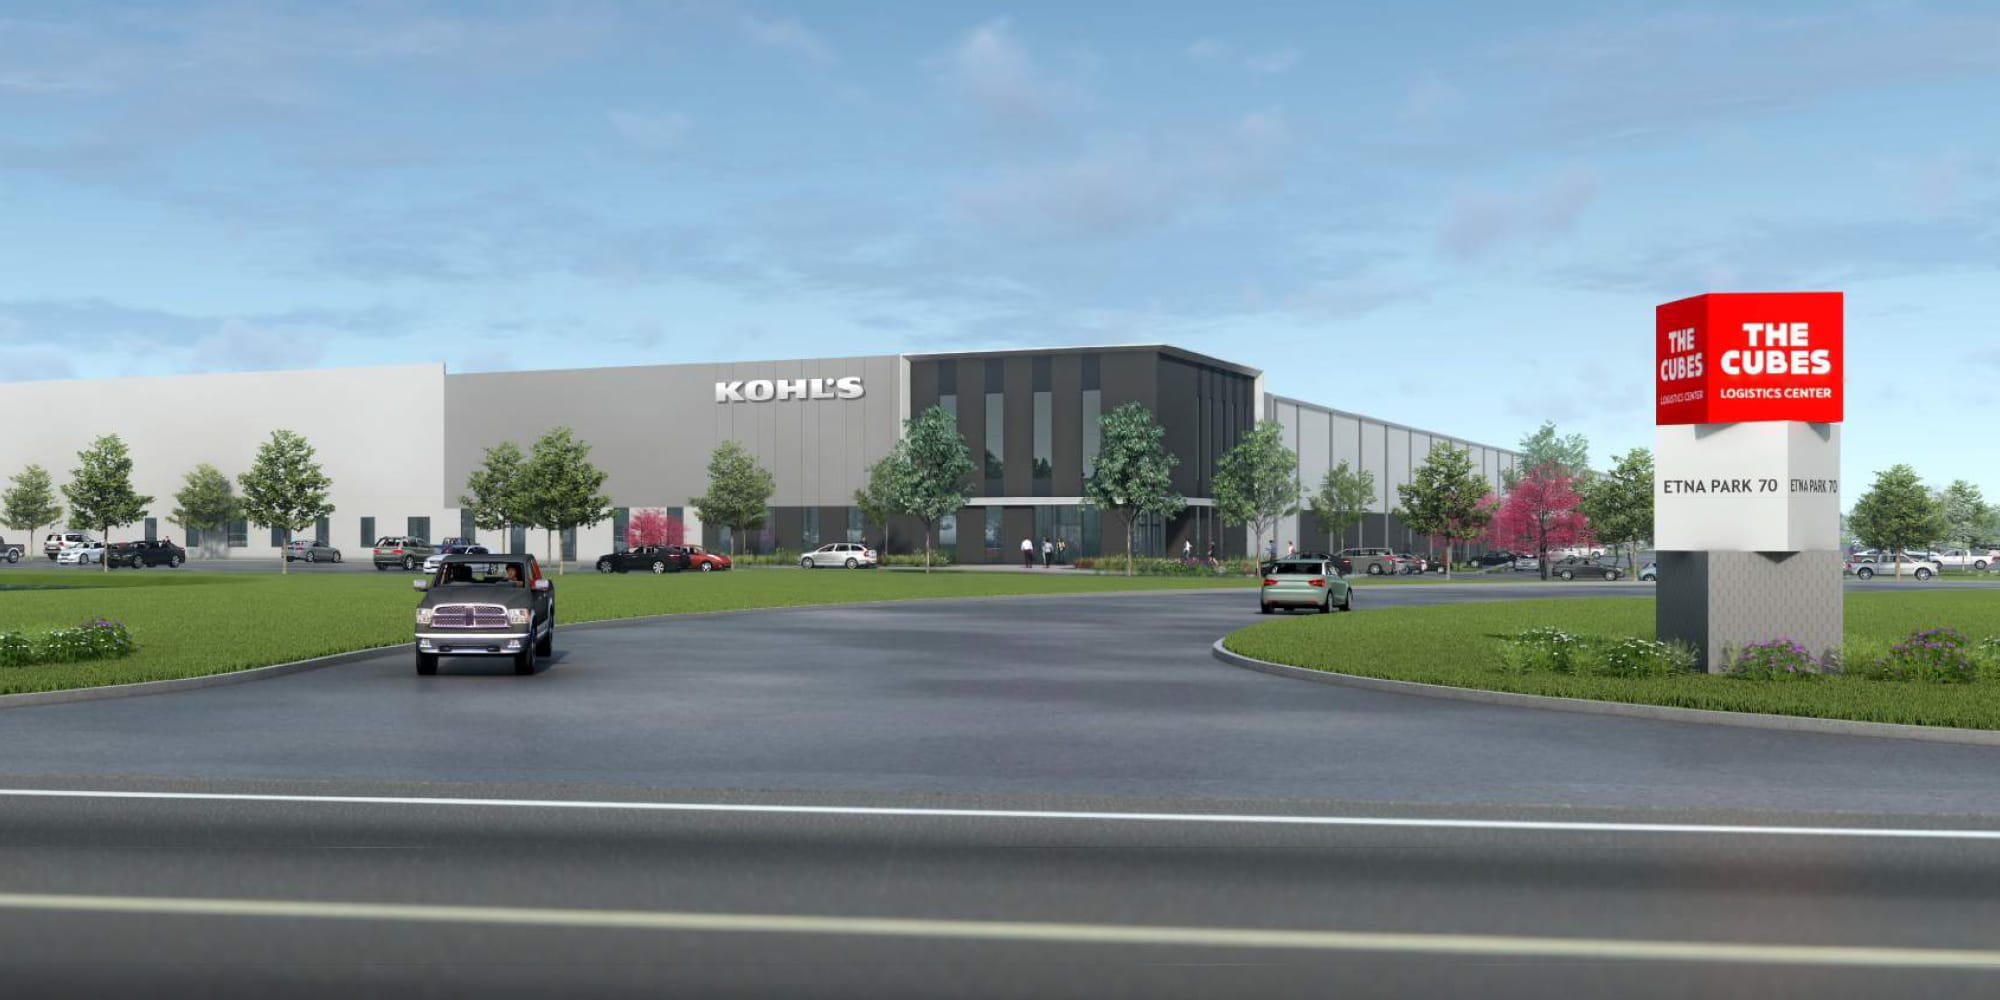 KOHL'S
THE
CUBES
LOGISTICS CENTER
THE
CUBES
LOGISTICS CENTER
ETNA PARK 70
ETNA PARK 70